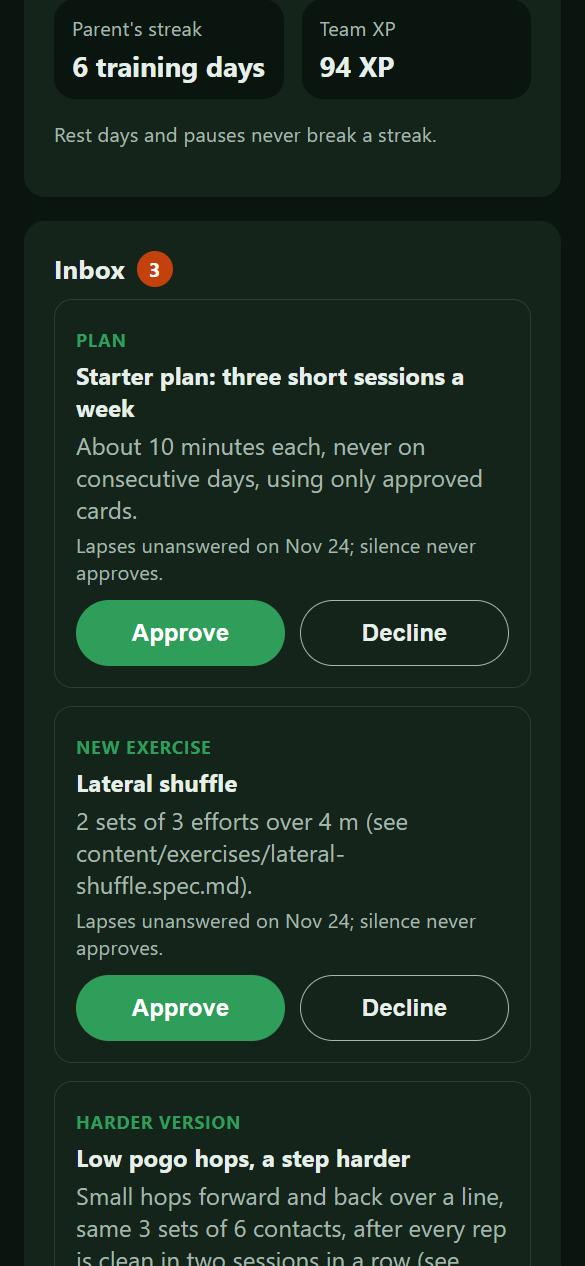 Parent's streak
6 training days
Team XP
94 XP
Rest days and pauses never break a streak.
Inbox 3
PLAN
Starter plan: three short sessions a
week
About 10 minutes each, never on
consecutive days, using only approved
cards.
Lapses unanswered on Nov 24; silence never
approves.
Approve
Decline
NEW EXERCISE
Lateral shuffle
2 sets of 3 efforts over 4 m (see
content/exercises/lateral-
shuffle.spec.md).
Lapses unanswered on Nov 24; silence never
approves.
Approve
Decline
HARDER VERSION
Low pogo hops, a step harder
Small hops forward and back over a line,
same 3 sets of 6 contacts, after every rep
is clean in two sessions in a row (see